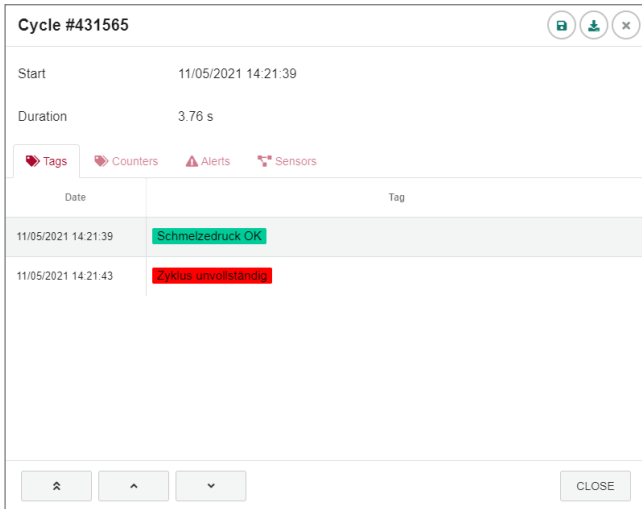 Cycle #431565
Start 11/05/2021 14:21:39
Duration 3.76 s
Tags Counters Alerts Sensors
Date Tag
11/05/2021 14:21:39 Schmelzedruck OK
11/05/2021 14:21:43 Zyklus unvollständig
CLOSE